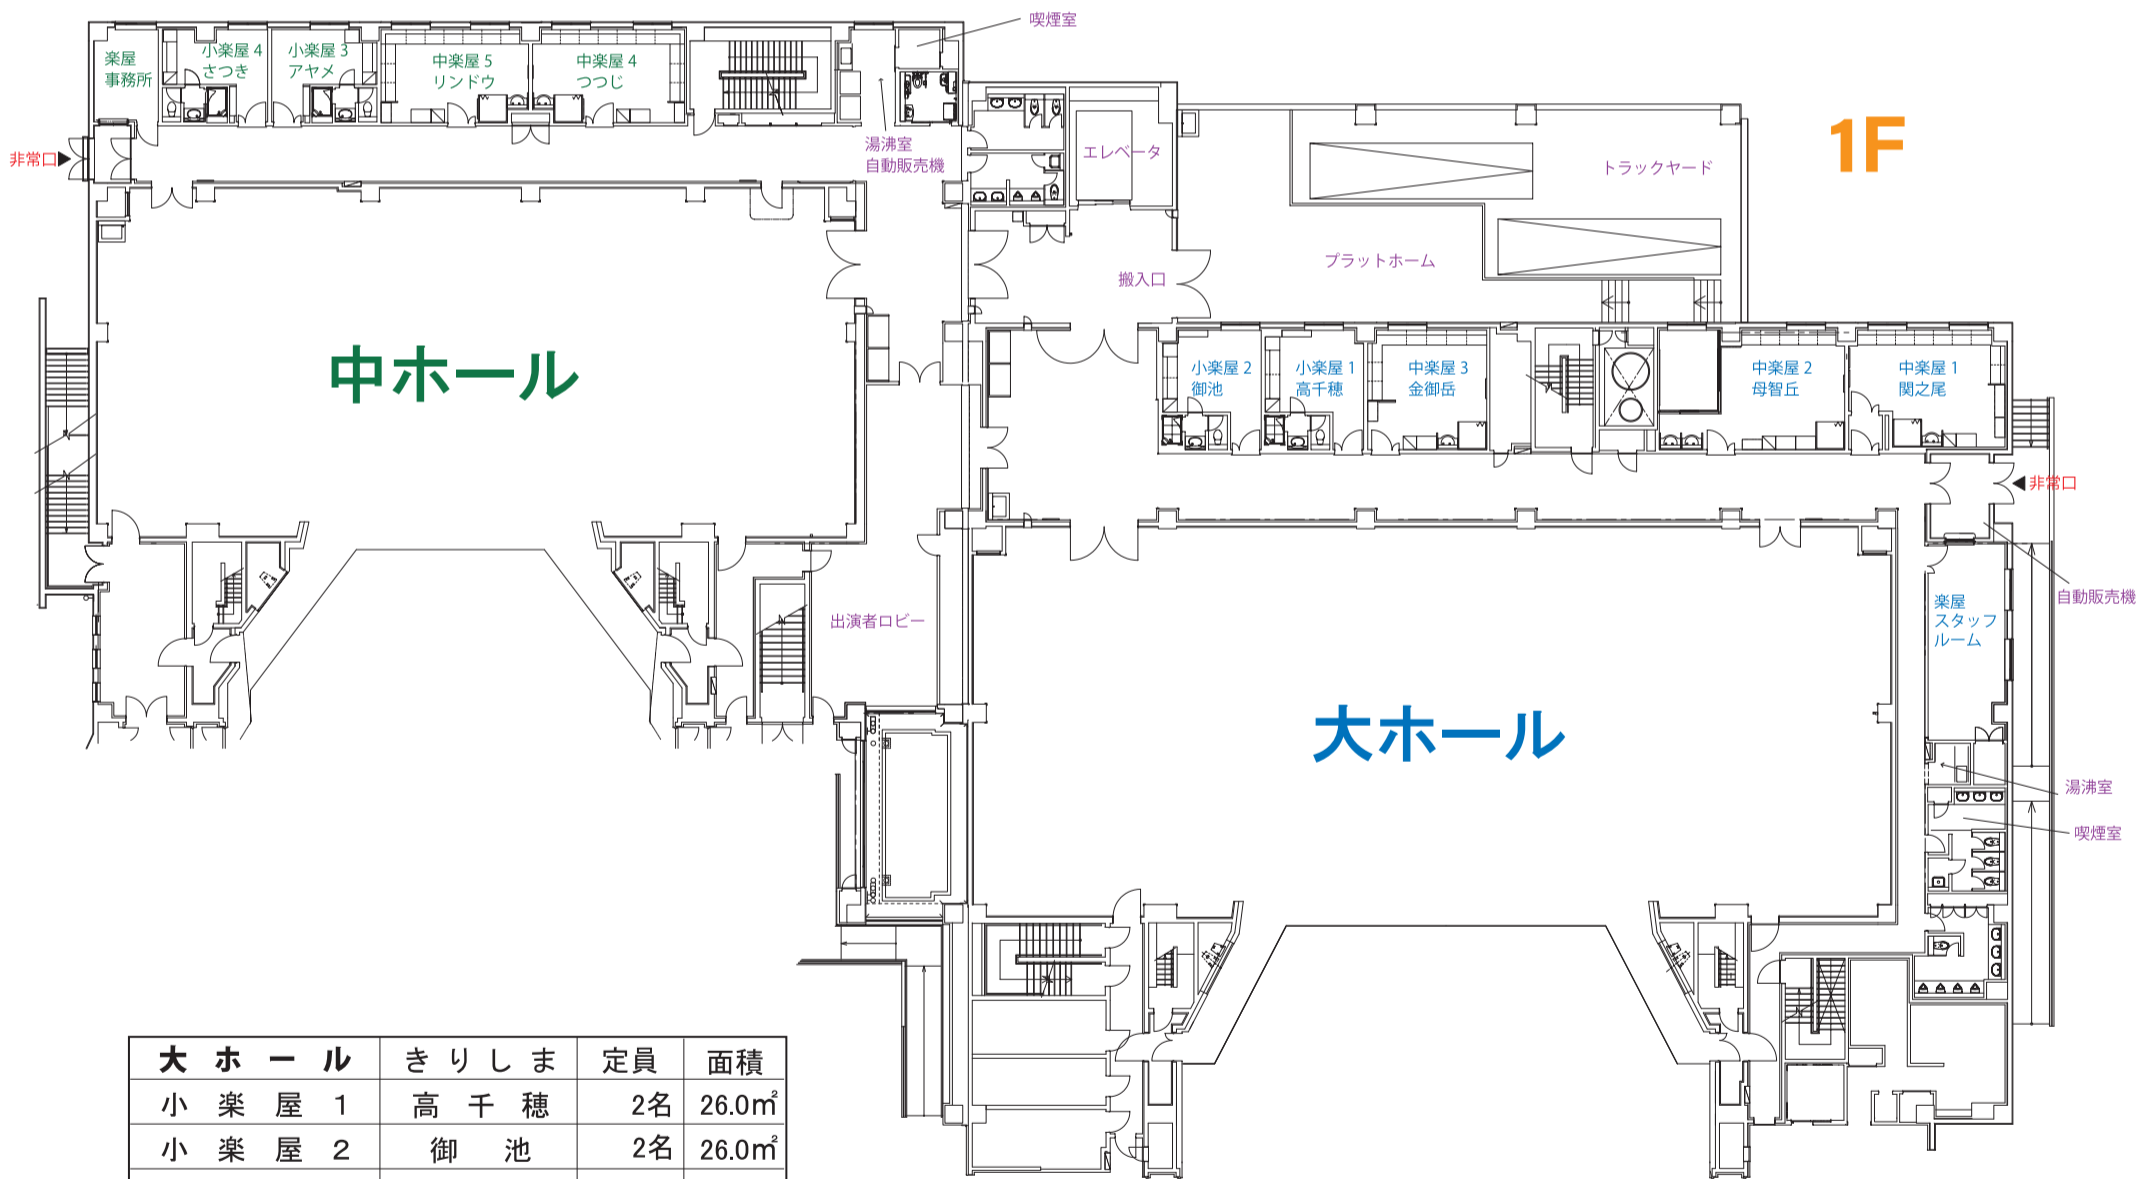 喫煙室
楽屋
事務所
小楽屋 4
さつき
小楽屋 3
アヤメ
中楽屋 5
リンドウ
中楽屋 4
つつじ
非常口
湯沸室
自動販売機
エレベータ
トラックヤード
1F
プラットホーム
搬入口
中ホール
小楽屋 2
御池
小楽屋 1
高千穂
中楽屋 3
金御岳
中楽屋 2
母智丘
中楽屋 1
関之尾
非常口
自動販売機
楽屋
スタッフ
ルーム
出演者ロビー
大ホール
湯沸室
喫煙室
大ホール きりしま 定員 面積
小楽屋1 高千穂 2名 26.0㎡
小楽屋2 御池 2名 26.0㎡